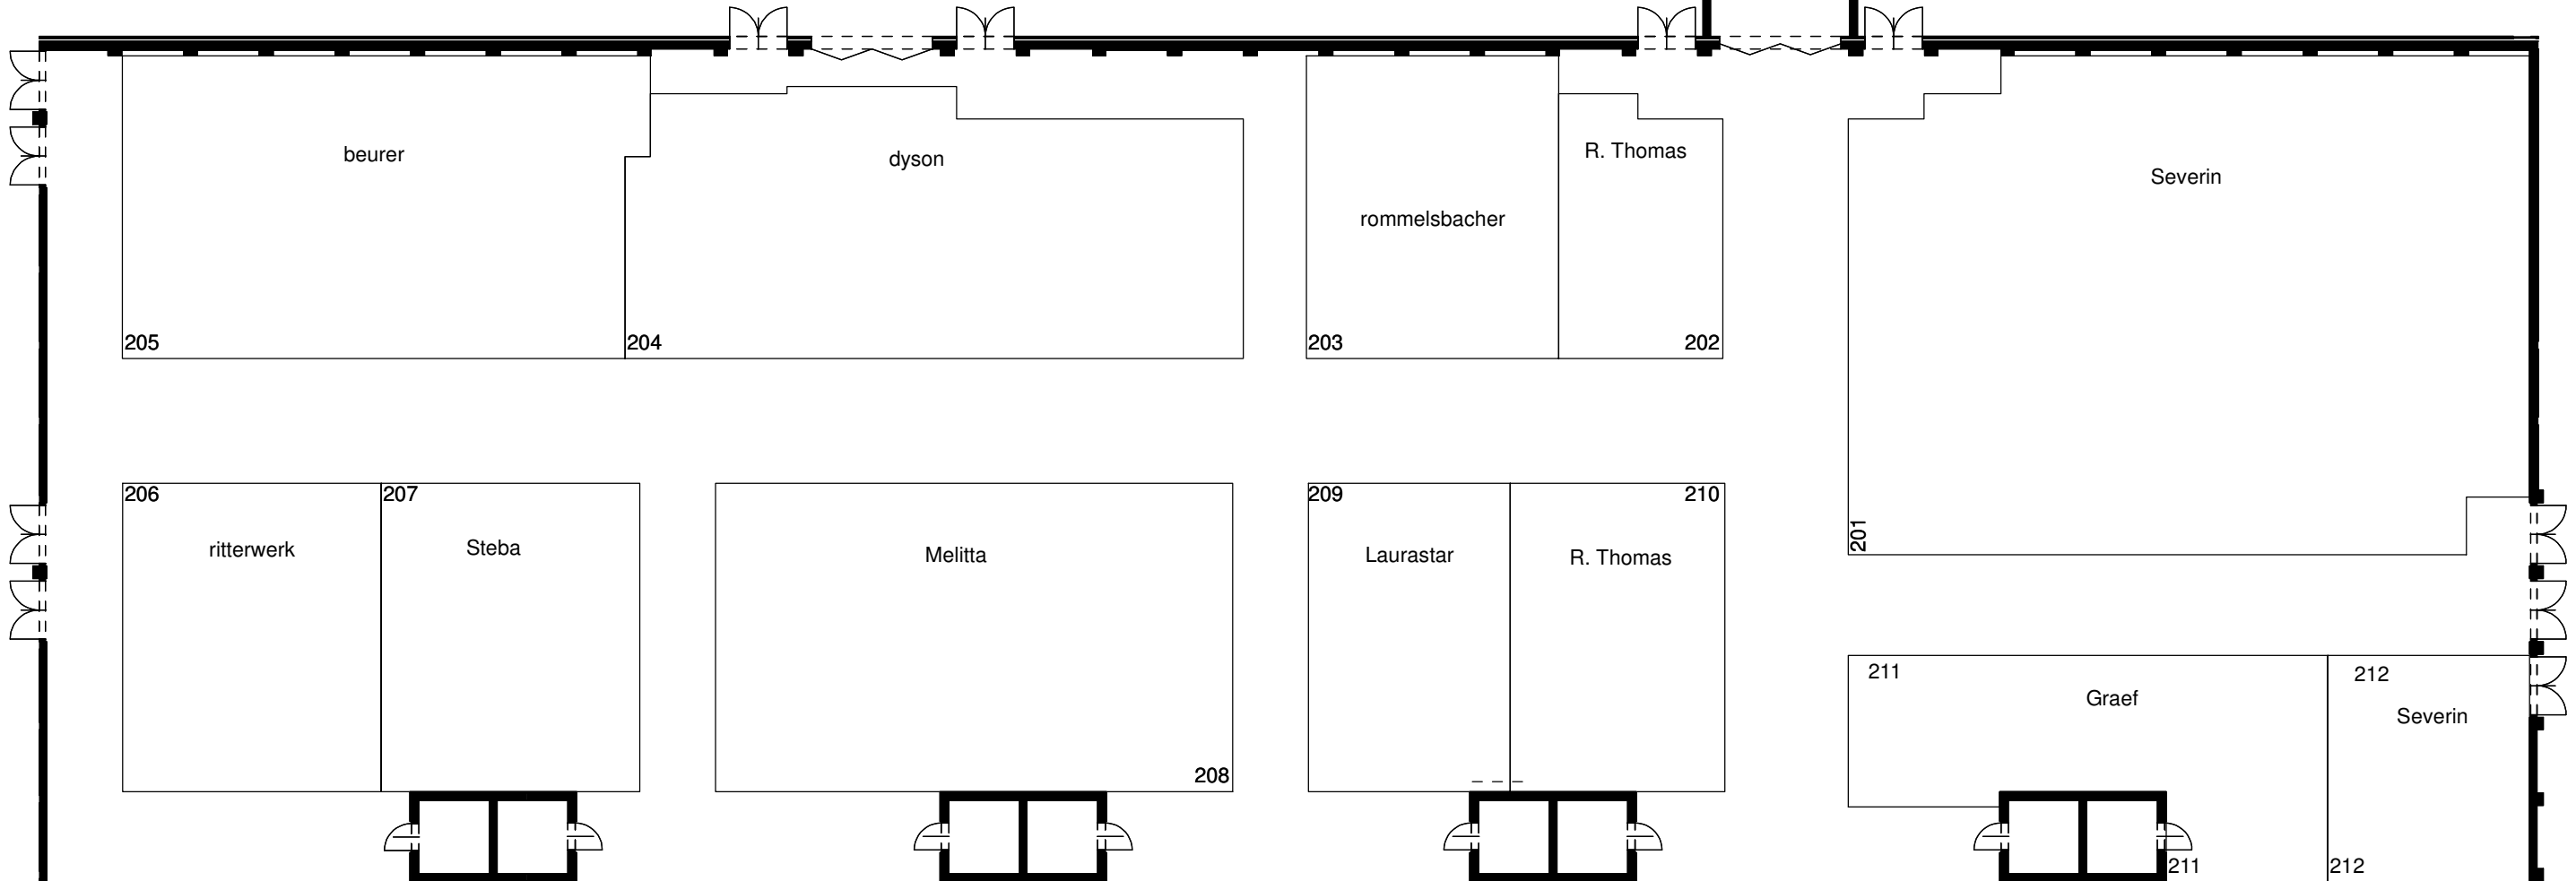 beurer
dyson
R. Thomas
Severin
rommelsbacher
205
204
203
202
206
207
209
210
201
ritterwerk
Steba
Melitta
Laurastar
R. Thomas
211
212
Graef
Severin
208
211
212